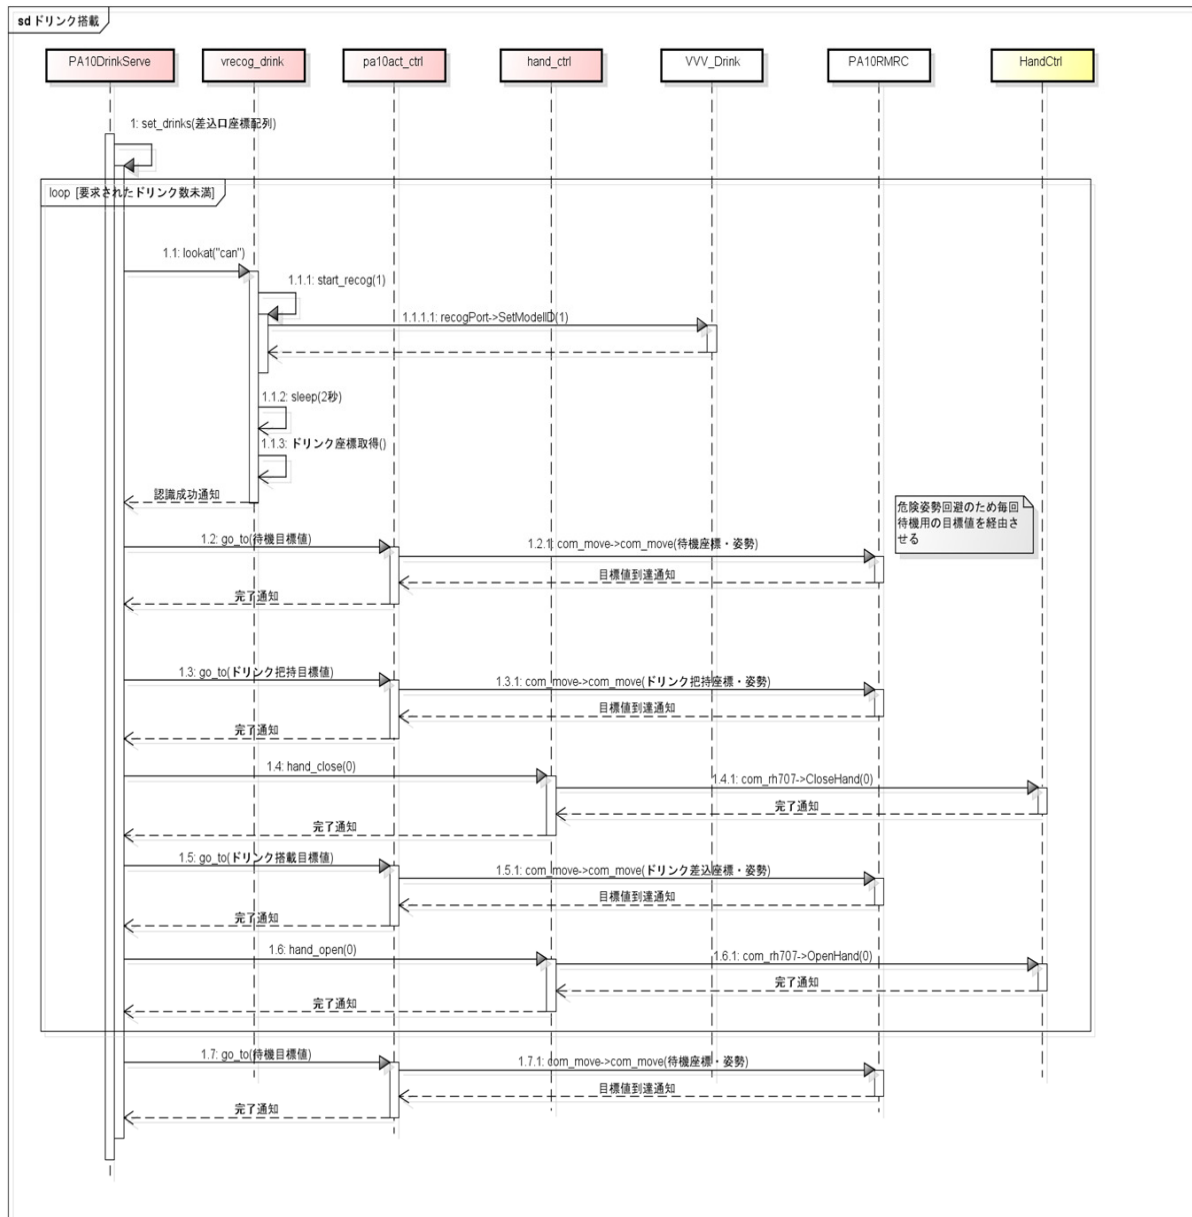 sd ドリンク搭載
PA10DrinkServe
vrecog_drink
pa10act_ctrl
hand_ctrl
VVV_Drink
PA10RMRC
HandCtrl
1: set_drinks(差込口座標配列)
loop [要求されたドリンク数未満]
1.1: lookat("can")
1.1.1: start_recog(1)
1.1.1.1: recogPort->SetModelID(1)
1.1.2: sleep(2秒)
1.1.3: ドリンク座標取得()
認識成功通知
危険姿勢回避のため毎回
待機用の目標値を経由さ
せる
1.2: go_to(待機目標値)
1.2.1: com_move->com_move(待機座標・姿勢)
目標値到達通知
完了通知
1.3: go_to(ドリンク把持目標値)
1.3.1: com_move->com_move(ドリンク把持座標・姿勢)
目標値到達通知
完了通知
1.4: hand_close(0)
1.4.1: com_rh707->CloseHand(0)
完了通知
完了通知
1.5: go_to(ドリンク搭載目標値)
1.5.1: com_move->com_move(ドリンク差込座標・姿勢)
目標値到達通知
完了通知
1.6: hand_open(0)
1.6.1: com_rh707->OpenHand(0)
完了通知
完了通知
1.7: go_to(待機目標値)
1.7.1: com_move->com_move(待機座標・姿勢)
目標値到達通知
完了通知